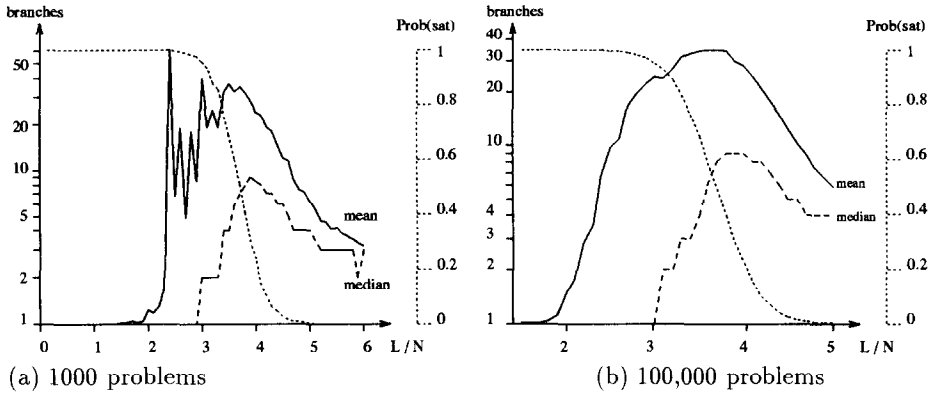 branches
Prob(sat)
50
20
10
5
2
1
1
0.8
0.6
0.4
0.2
0
mean
median
0 1 2 3 4 5 6 L / N
(a) 1000 problems
branches
Prob(sat)
40
30
20
10
4
3
2
1
1
0.8
0.6
0.4
0.2
0
mean
median
2 3 4 5 L / N
(b) 100,000 problems